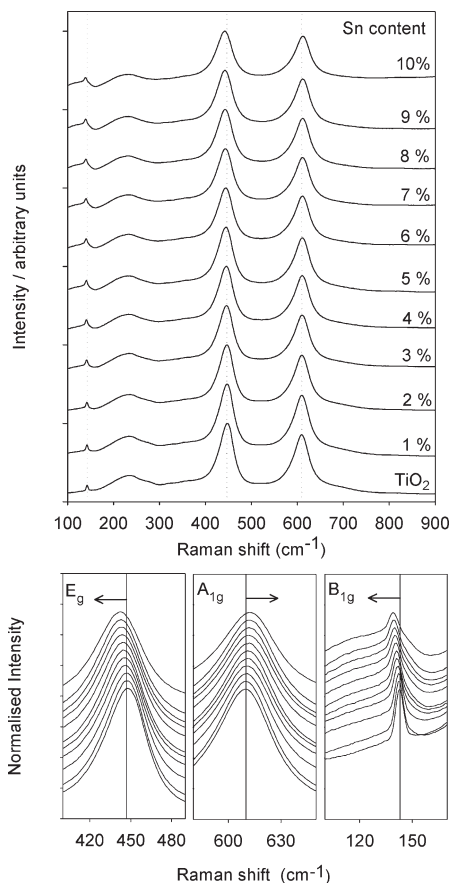 Sn content
10%
9 %
8 %
7 %
6 %
5 %
4 %
3 %
2 %
1 %
TiO2
Intensity / arbitrary units
100 200 300 400 500 600 700 800 900
Raman shift (cm-1)
Eg
A1g
B1g
Normalised Intensity
420 450 480
600 630
120 150
Raman shift (cm-1)